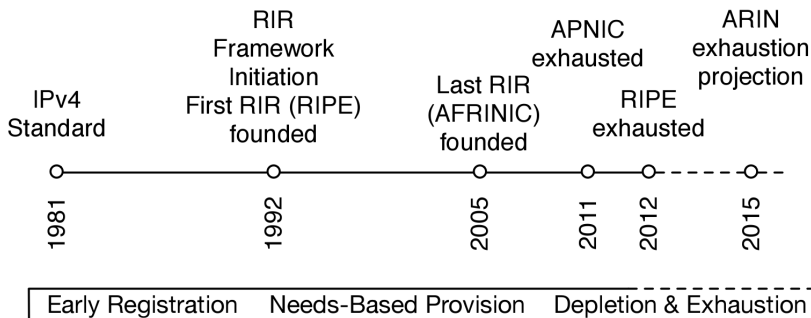 IPv4
Standard
RIR
Framework
Initiation
First RIR (RIPE)
founded
Last RIR
(AFRINIC)
founded
APNIC
exhausted
RIPE
exhausted
ARIN
exhaustion
projection
1981
1992
2005
2011
2012
2015
Early Registration
Needs-Based Provision
Depletion & Exhaustion